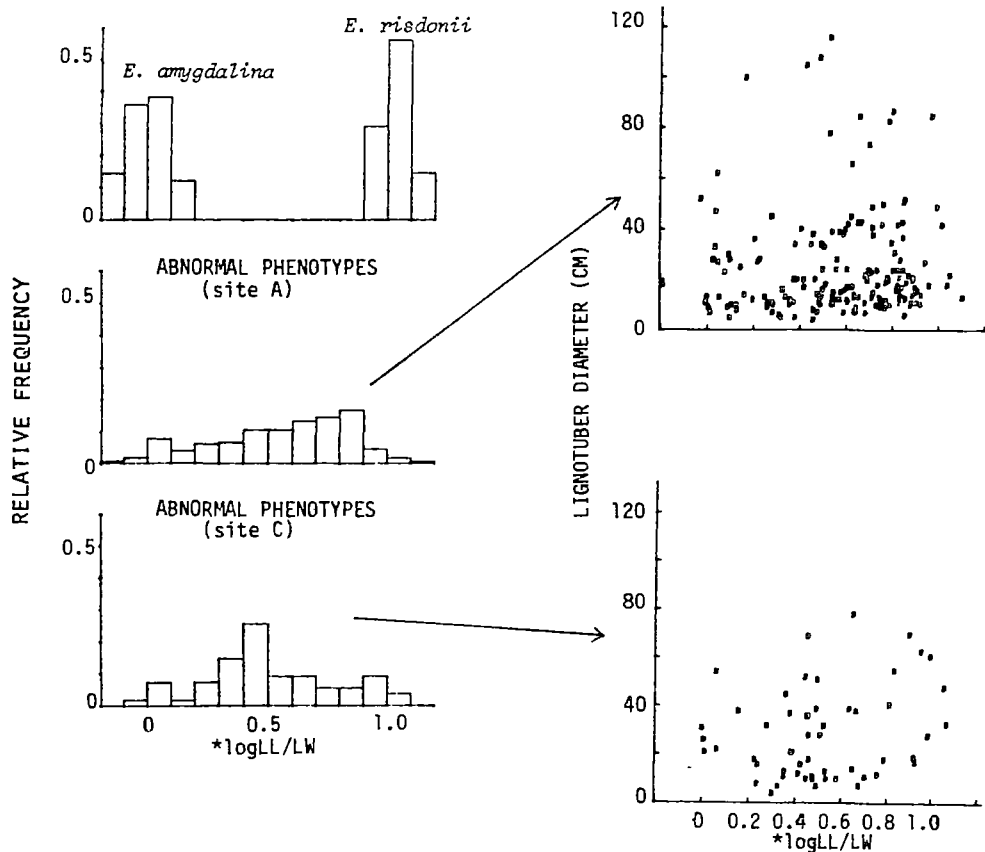 E. amygdalina
E. risdonii
0.5
0
ABNORMAL PHENOTYPES
(site A)
0.5
0
ABNORMAL PHENOTYPES
(site C)
0.5
0
0 0.5 1.0
*logLL/LW
RELATIVE FREQUENCY
120
80
40
0
LIGNOTUBER DIAMETER (CM)
120
80
40
0
0 0.2 0.4 0.6 0.8 1.0
*logLL/LW